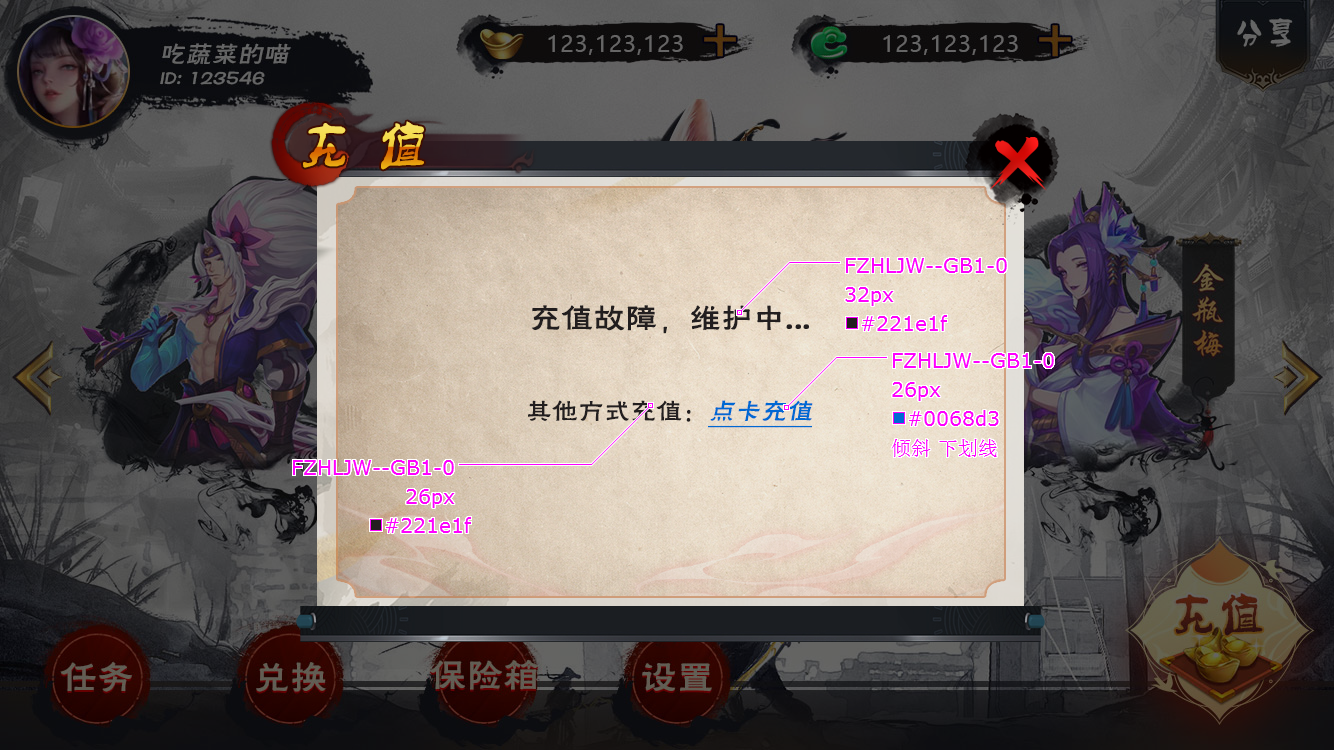 吃蔬菜的喵
ID: 123546
123,123,123
123,123,123
分享
充值
金瓶梅
充值故障，维护中...
FZHLJW--GB1-0
32px
#221e1f
其他方式充值：点卡充值
FZHLJW--GB1-0
26px
#0068d3
倾斜 下划线
FZHLJW--GB1-0
26px
#221e1f
充值
任务
兑换
保险箱
设置